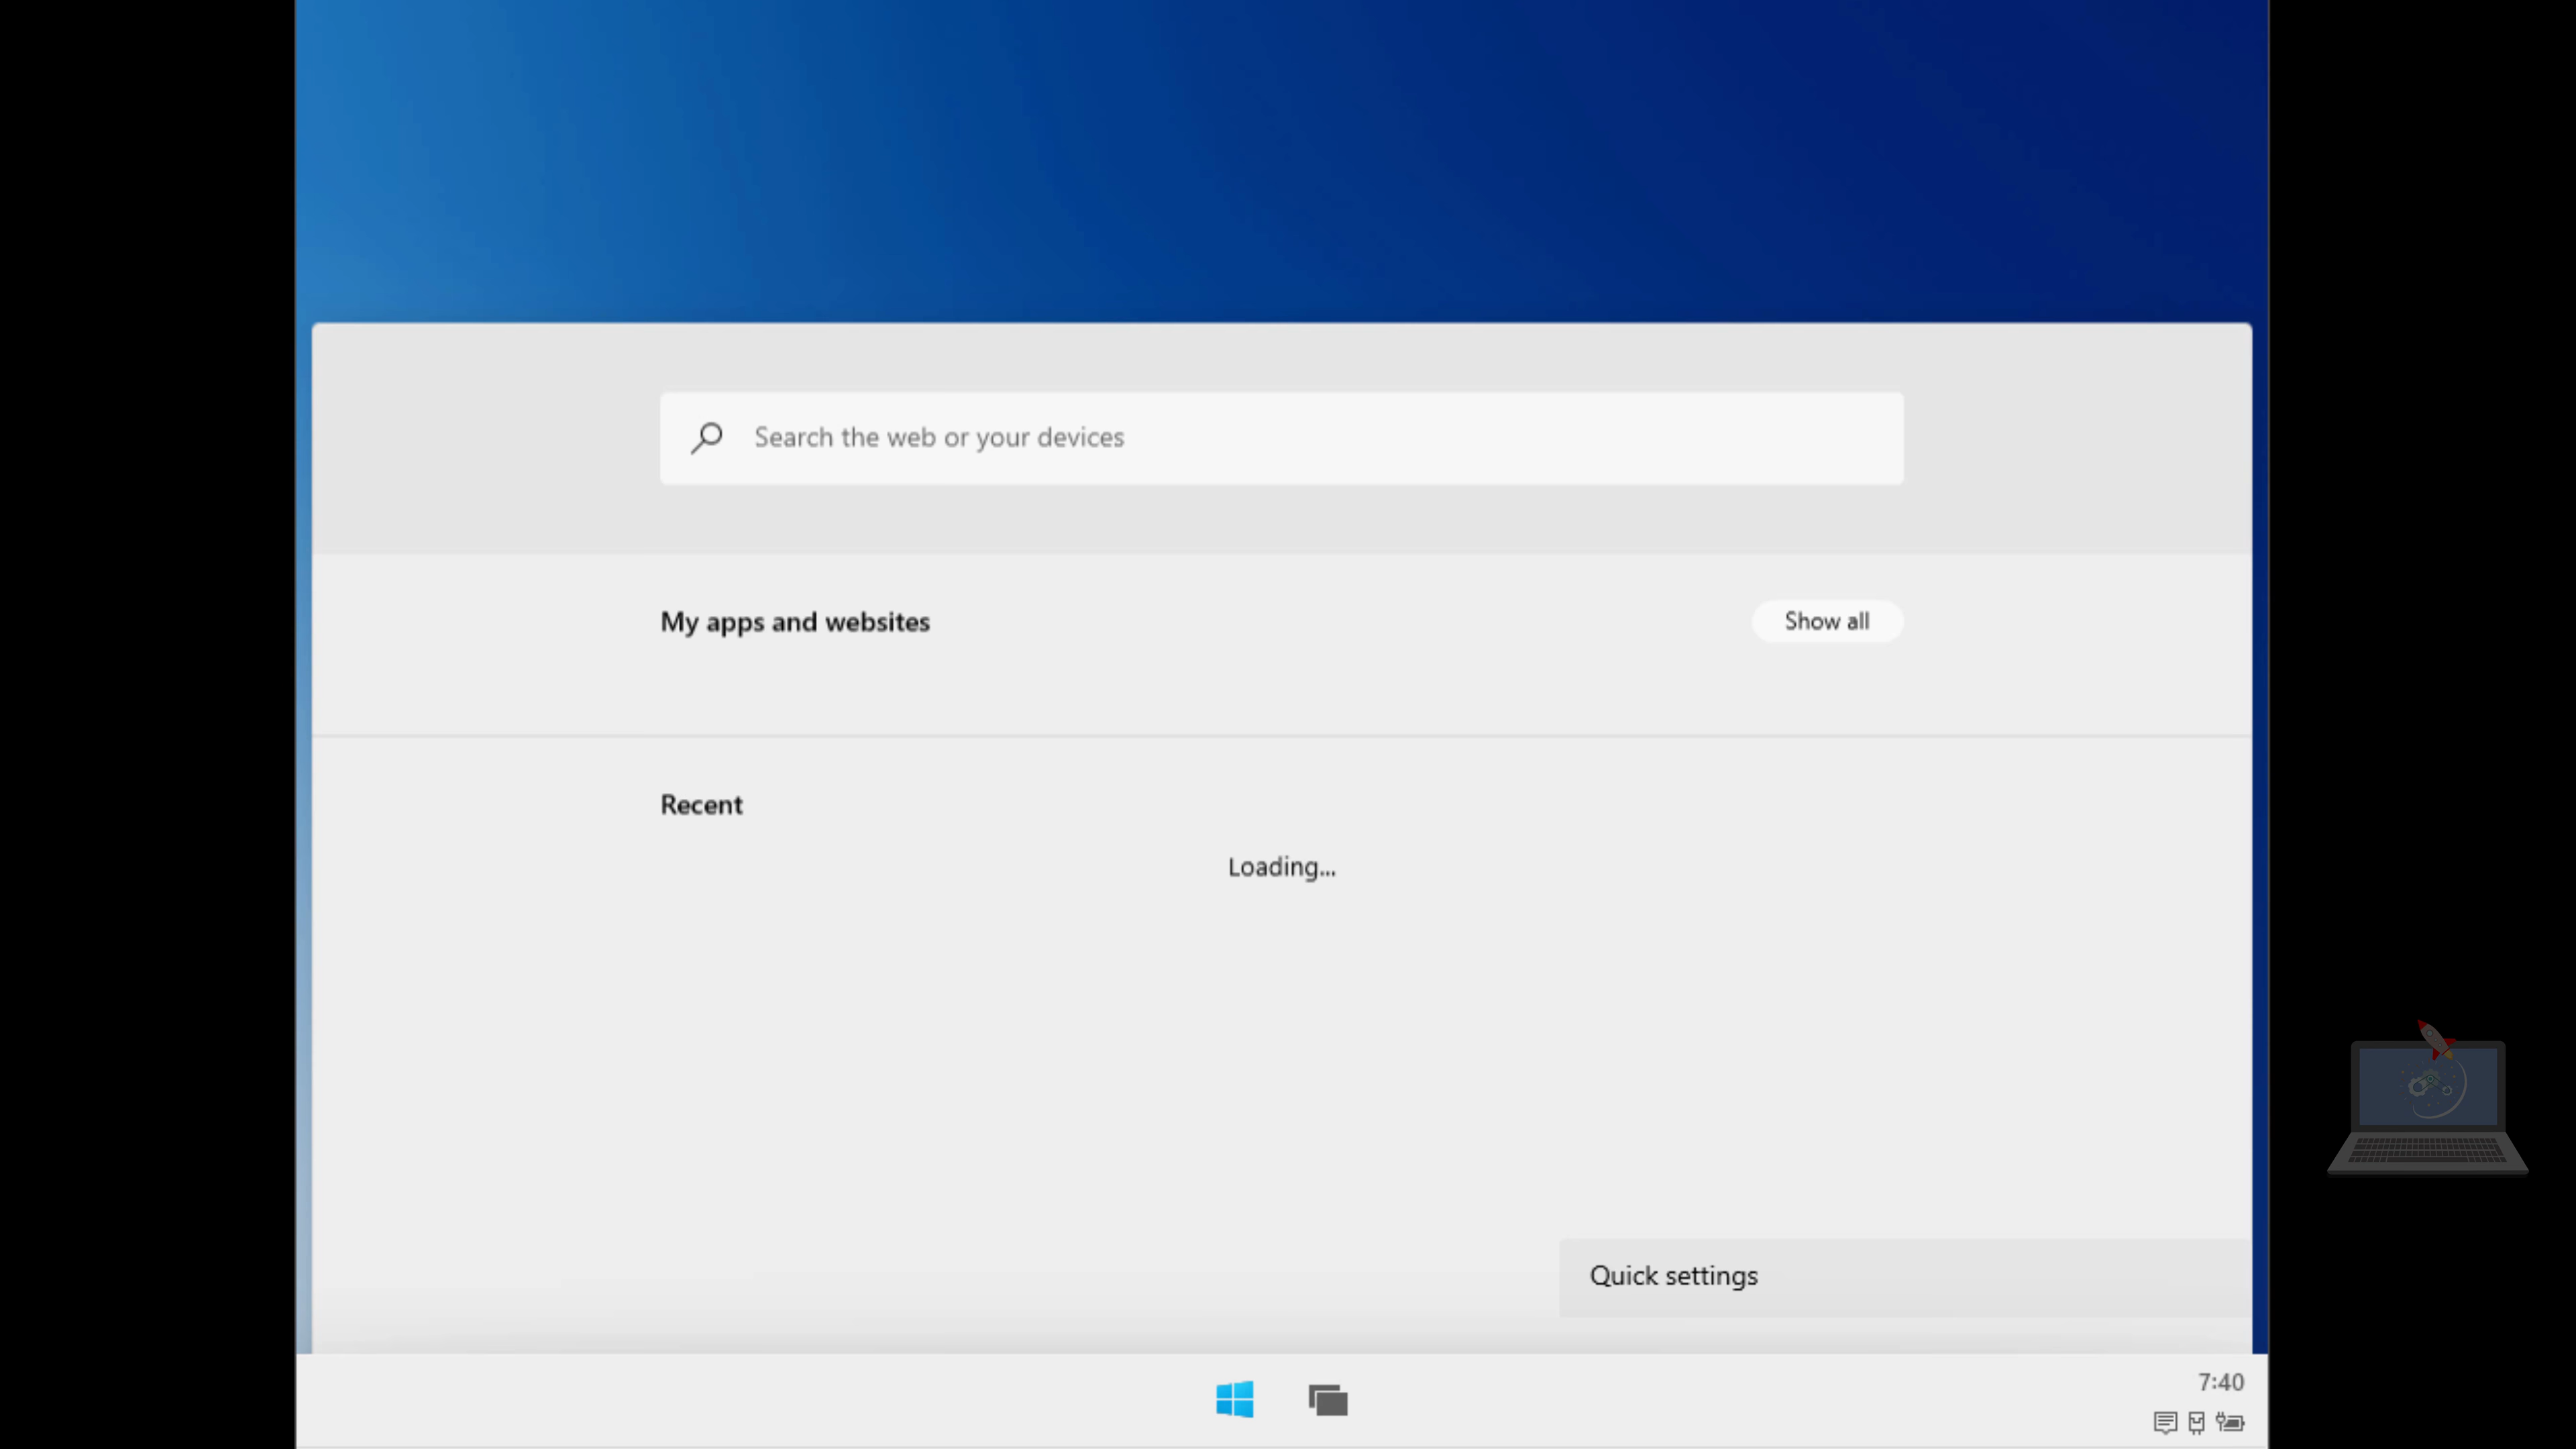 Search the web or your devices
My apps and websites
Show all
Recent
Loading...
Quick settings
7:40